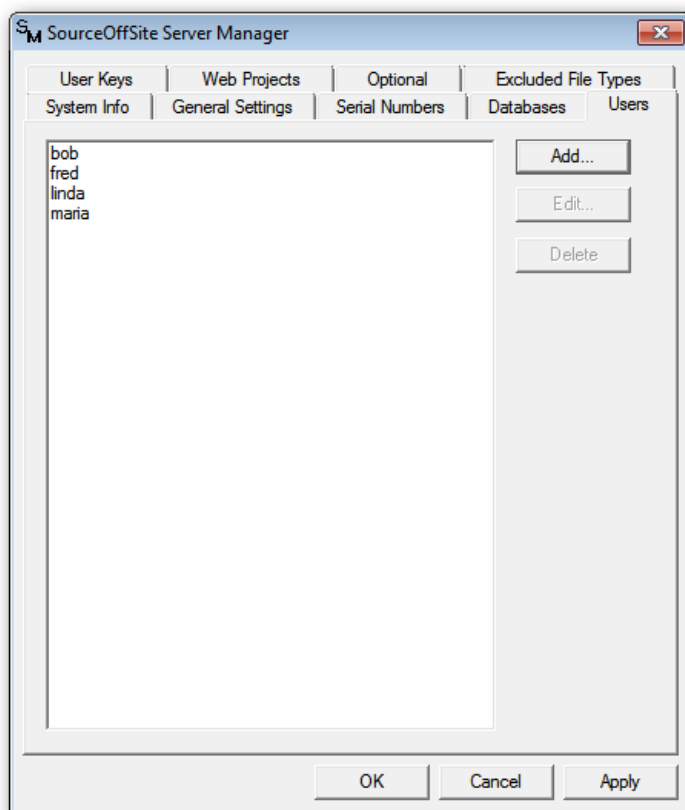 SM SourceOffSite Server Manager
User Keys Web Projects Optional Excluded File Types
System Info General Settings Serial Numbers Databases Users
bob
fred
linda
maria
Add...
Edit...
Delete
OK Cancel Apply